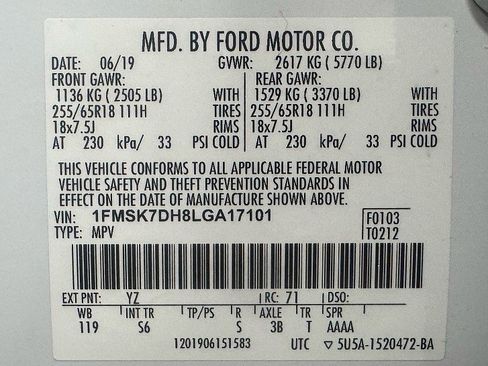 MFD. BY FORD MOTOR CO.
DATE: 06/19 GVWR: 2617 KG ( 5770 LB)
FRONT GAWR: REAR GAWR:
1136 KG ( 2505 LB) WITH 1529 KG ( 3370 LB) WITH
255/65R18 111H TIRES 255/65R18 111H TIRES
18x7.5J RIMS 18x7.5J RIMS
AT 230 kPa/ 33 PSI COLD AT 230 kPa/ 33 PSI COLD
THIS VEHICLE CONFORMS TO ALL APPLICABLE FEDERAL MOTOR
VEHICLE SAFETY AND THEFT PREVENTION STANDARDS IN
EFFECT ON THE DATE OF MANUFACTURE SHOWN ABOVE.
VIN: 1FMSK7DH8LGA17101 F0103
TYPE: MPV T0212
EXT PNT: YZ RC: 71 DSO:
WB INT TR TP/PS R AXLE TR SPR
119 S6 S 3B T AAAA
1201906151583 UTC ▽ 5U5A-1520472-BA